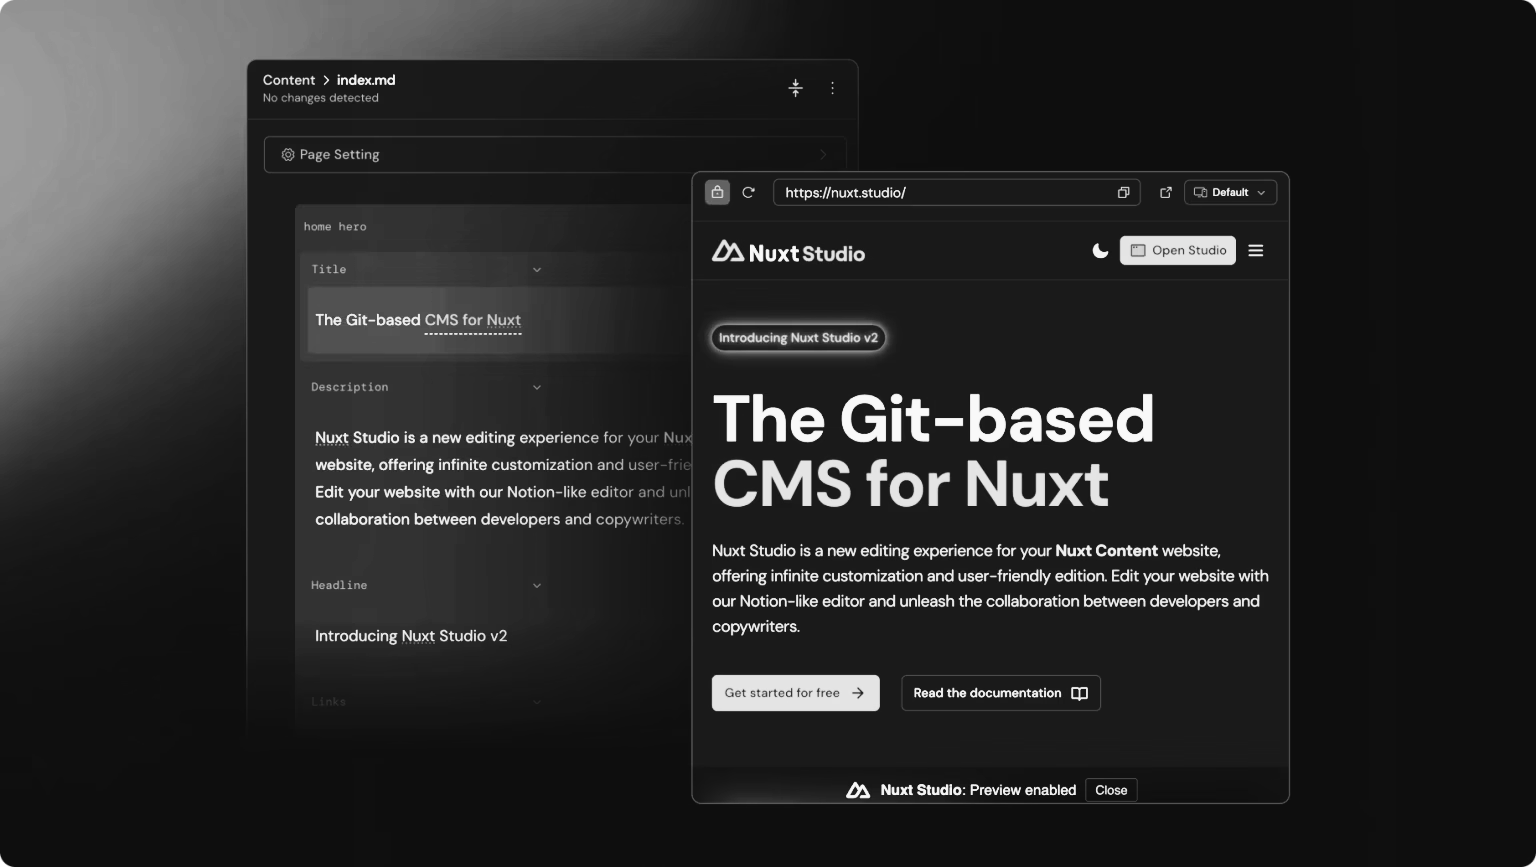 Content > index.md
No changes detected
Page Setting
home hero
Title
The Git-based CMS for Nuxt
Description
Nuxt Studio is a new editing experience for your Nux
website, offering infinite customization and user-frie
Edit your website with our Notion-like editor and unl
collaboration between developers and copywriters.
Headline
Introducing Nuxt Studio v2
Links
https://nuxt.studio/
Default
Nuxt Studio
Open Studio
Introducing Nuxt Studio v2
The Git-based
CMS for Nuxt
Nuxt Studio is a new editing experience for your Nuxt Content website,
offering infinite customization and user-friendly edition. Edit your website with
our Notion-like editor and unleash the collaboration between developers and
copywriters.
Get started for free →
Read the documentation
Nuxt Studio: Preview enabled Close